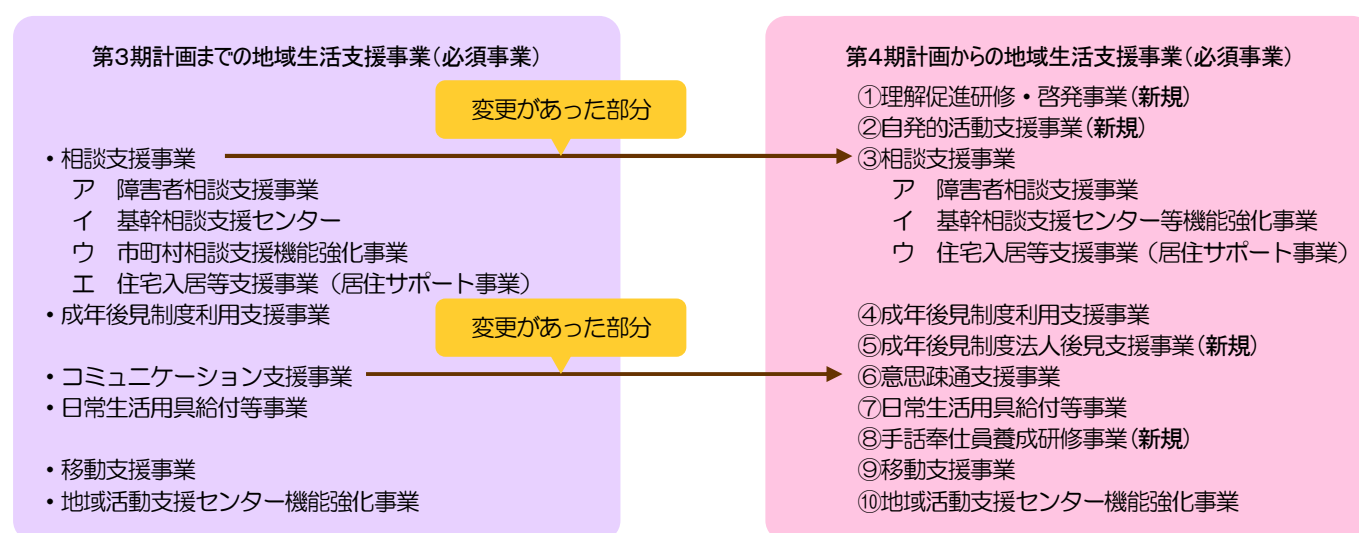 第3期計画までの地域生活支援事業(必須事業)
変更があった部分
・相談支援事業
ア 障害者相談支援事業
イ 基幹相談支援センター
ウ 市町村相談支援機能強化事業
エ 住宅入居等支援事業(居住サポート事業)
・成年後見制度利用支援事業
変更があった部分
・コミュニケーション支援事業
・日常生活用具給付等事業
・移動支援事業
・地域活動支援センター機能強化事業
第4期計画からの地域生活支援事業(必須事業)
①理解促進研修・啓発事業(新規)
②自発的活動支援事業(新規)
③相談支援事業
ア 障害者相談支援事業
イ 基幹相談支援センター等機能強化事業
ウ 住宅入居等支援事業(居住サポート事業)
④成年後見制度利用支援事業
⑤成年後見制度法人後見支援事業(新規)
⑥意思疎通支援事業
⑦日常生活用具給付等事業
⑧手話奉仕員養成研修事業(新規)
⑨移動支援事業
⑩地域活動支援センター機能強化事業